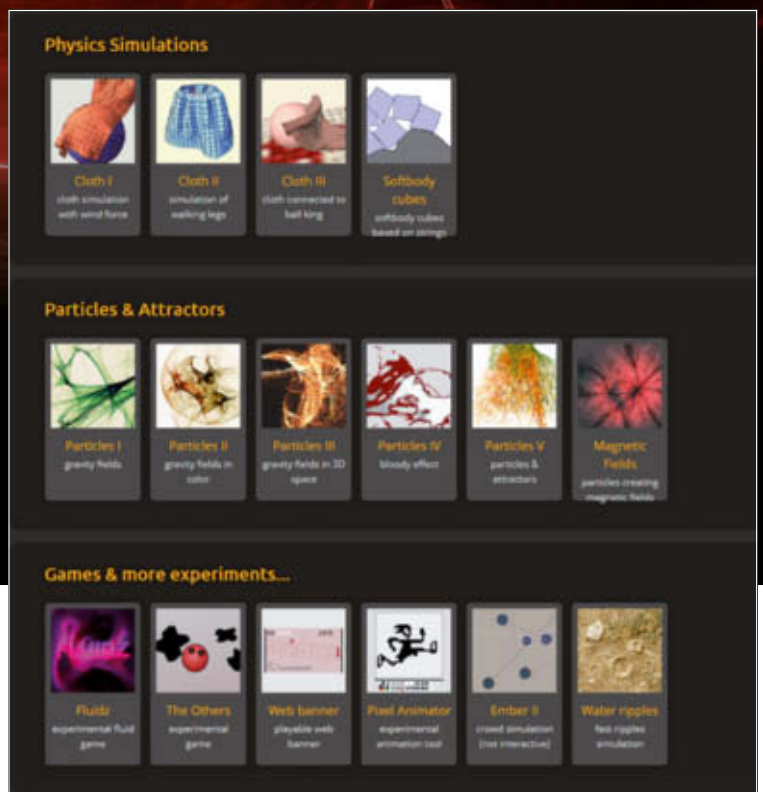 Physics Simulations
Cloth I
cloth simulation
with wind force
Cloth II
simulation of
walking legs
Cloth III
cloth connected to
ball king
Softbody
cubes
softbody cubes
based on strings
Particles & Attractors
Particles I
gravity fields
Particles II
gravity fields in
color
Particles III
gravity fields in 3D
space
Particles IV
bloody effect
Particles V
particles &
attractors
Magnetic
Fields
particles creating
magnetic fields
Games & more experiments...
Fluids
experimental fluid
game
The Others
experimental
game
Web banner
playable web
banner
Pixel Animator
experimental
animation tool
Ember II
crowd simulation
(not interactive)
Water ripples
fast ripples
simulation